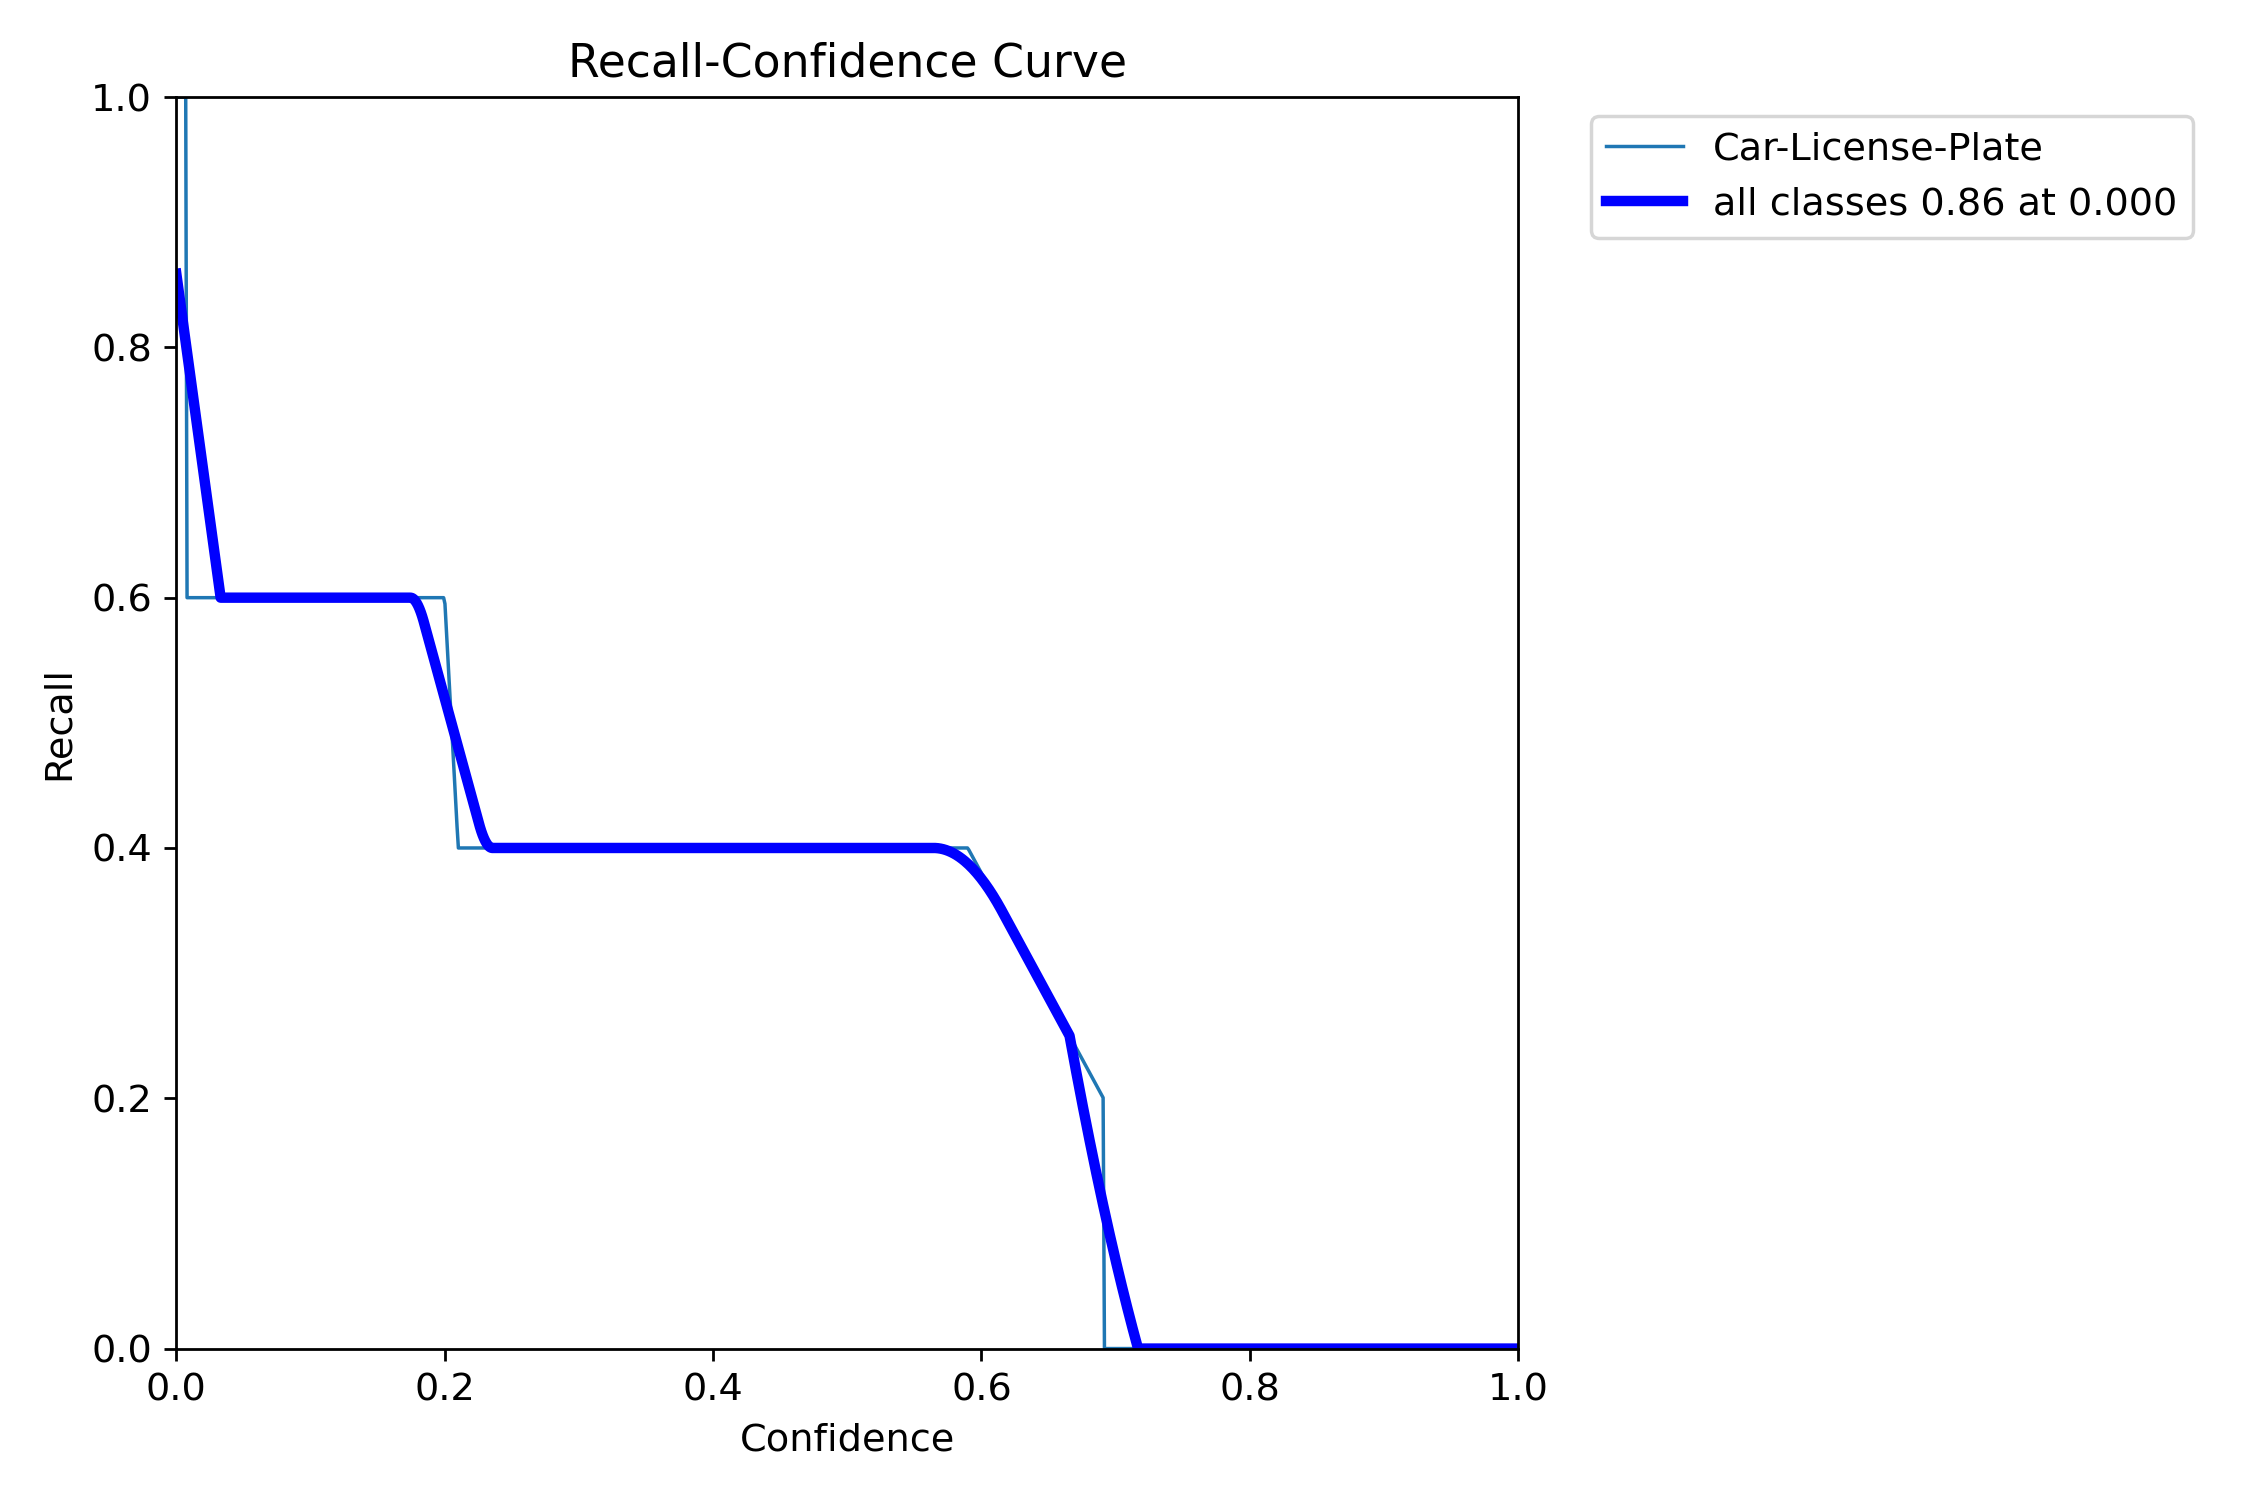 Recall-Confidence Curve
Car-License-Plate
all classes 0.86 at 0.000
1.0
0.8
0.6
0.4
0.2
0.0
Recall
0.0 0.2 0.4 0.6 0.8 1.0
Confidence